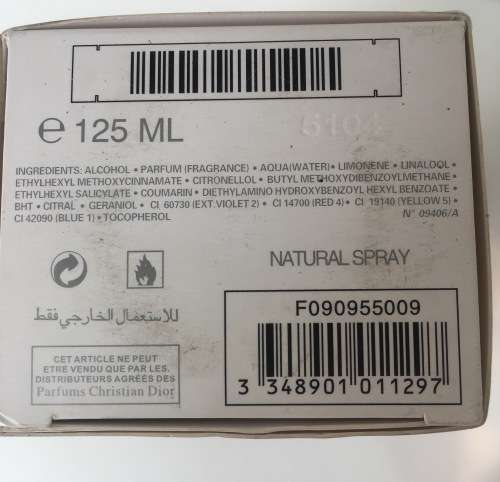 ℮ 125 ML
5104
INGREDIENTS: ALCOHOL • PARFUM (FRAGRANCE) • AQUA(WATER) • LIMONENE • LINALOOL •
ETHYLHEXYL METHOXYCINNAMATE • CITRONELLOL • BUTYL METHOXYDIBENZOYLMETHANE •
ETHYLHEXYL SALICYLATE • COUMARIN • DIETHYLAMINO HYDROXYBENZOYL HEXYL BENZOATE •
BHT • CITRAL • GERANIOL • CI 60730 (EXT.VIOLET 2) • CI 14700 (RED 4) • CI 19140 (YELLOW 5) •
CI 42090 (BLUE 1) • TOCOPHEROL
N° 09406/A
NATURAL SPRAY
للاستعمال الخارجي فقط
F090955009
3 348901 011297
CET ARTICLE NE PEUT
ETRE VENDU QUE PAR LES
DISTRIBUTEURS AGRÉES DES
Parfums Christian Dior